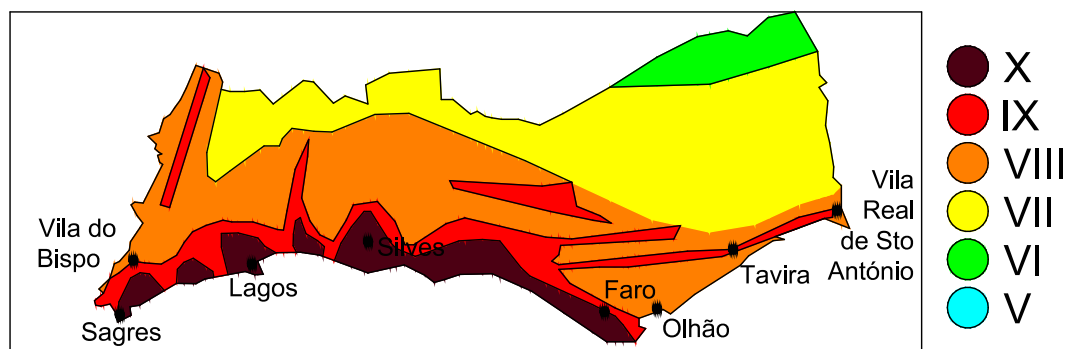 Vila do
Bispo
Sagres
Lagos
Silves
Faro
Olhão
Tavira
Vila
Real
de Sto
António
X
IX
VIII
VII
VI
V